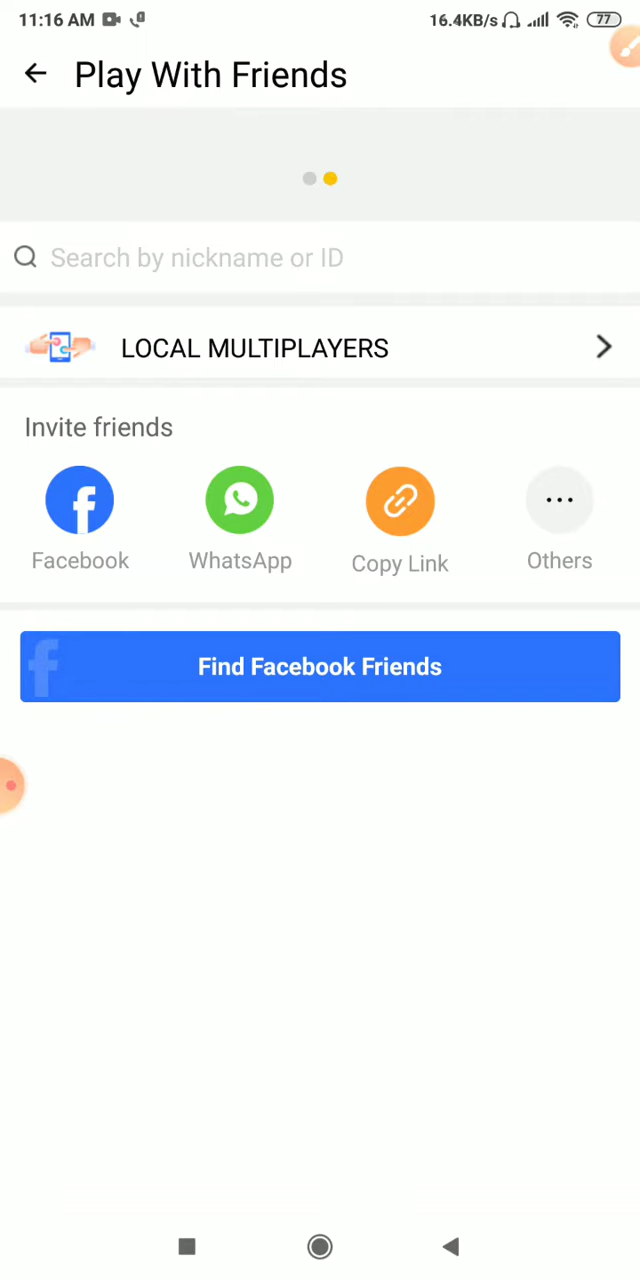 11:16 AM 16.4KB/s 77
Play With Friends
Search by nickname or ID
LOCAL MULTIPLAYERS
Invite friends
Facebook WhatsApp Copy Link Others
Find Facebook Friends